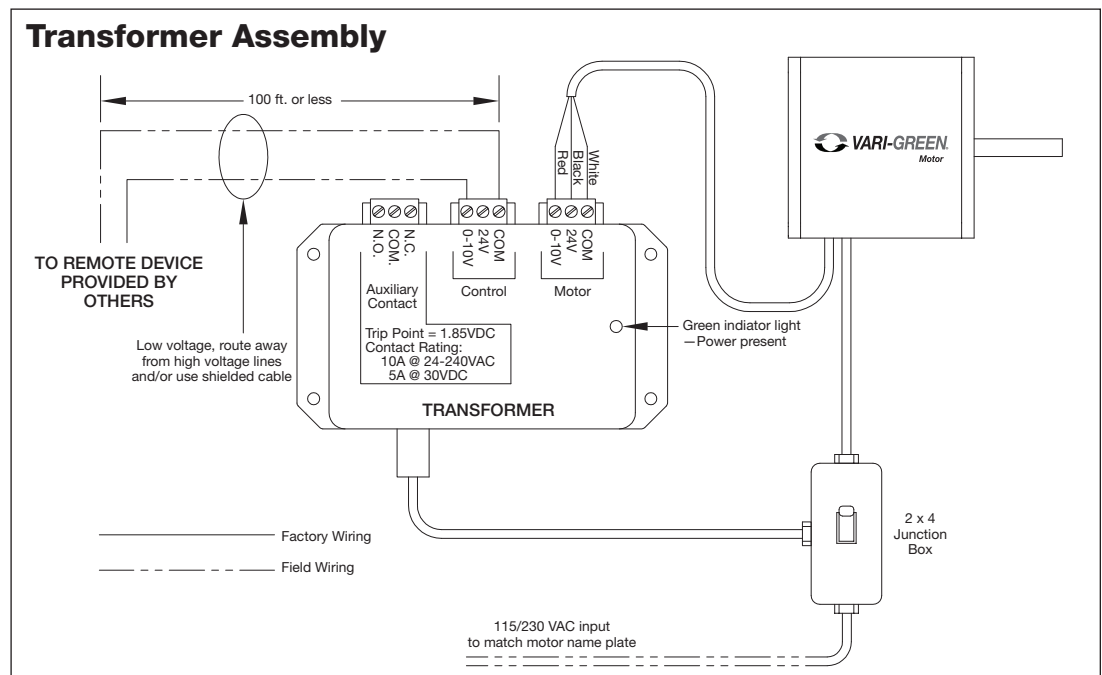 Transformer Assembly
100 ft. or less
White
Black
Red
VARI-GREEN
Motor
N.C.
COM.
N.O.
COM
24V
0-10V
COM
24V
0-10V
TO REMOTE DEVICE
PROVIDED BY
OTHERS
Auxiliary
Contact
Control
Motor
Trip Point = 1.85VDC
Contact Rating:
10A @ 24-240VAC
5A @ 30VDC
Green indiator light
—Power present
Low voltage, route away
from high voltage lines
and/or use shielded cable
TRANSFORMER
2 x 4
Junction
Box
Factory Wiring
Field Wiring
115/230 VAC input
to match motor name plate